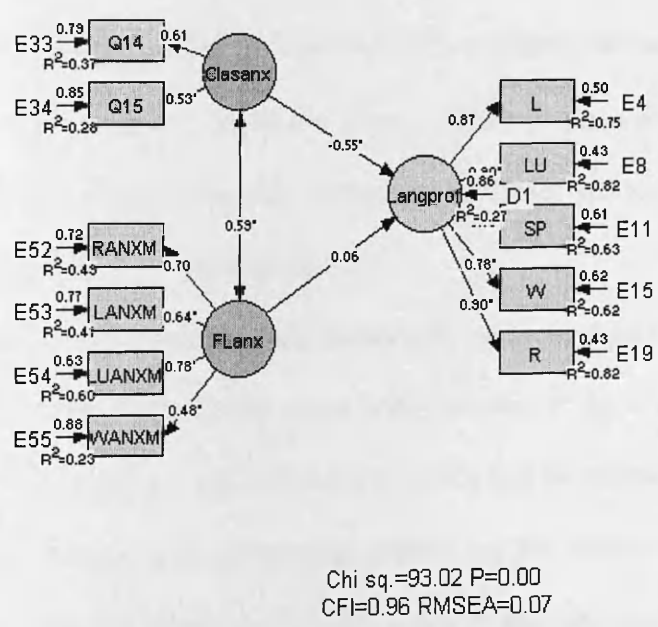 0.79
E33
Q14
0.61
R²=0.37
Clasanx
0.85
E34
Q15
0.53*
R²=0.28
0.50
L
E4
0.87
R²=0.75
-0.55*
0.43
LU
E8
R²=0.82
0.86
Langprof
D1
R²=0.27
0.61
SP
E11
R²=0.63
0.59*
0.06
0.72
E52
RANXM
R²=0.49
0.70
0.78*
0.62
W
E15
R²=0.62
0.77
E53
LANXM
0.64*
R²=0.41
0.90*
0.43
R
E19
R²=0.82
FLanx
0.63
E54
LUANXM
0.78*
R²=0.60
0.88
E55
WANXM
0.48*
R²=0.23
Chi sq.=93.02 P=0.00
CFI=0.96 RMSEA=0.07